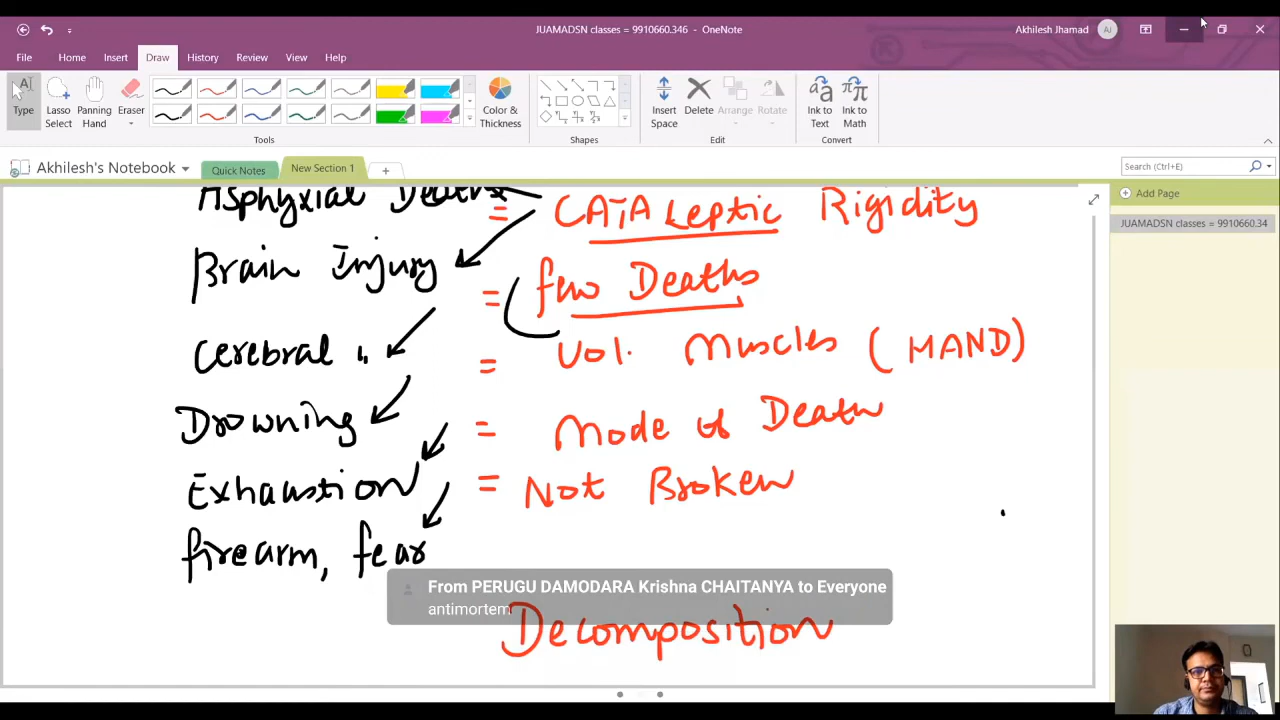 JUAMADSN classes = 9910660.346 - OneNote
Akhilesh Jhamad
AJ
File Home Insert Draw History Review View Help
Type
Lasso Select
Panning Hand
Eraser
Color & Thickness
Insert Space
Delete
Arrange
Rotate
Ink to Text
Ink to Math
Tools
Shapes
Edit
Convert
Akhilesh's Notebook
Quick Notes
New Section 1
+
Search (Ctrl+E)
Add Page
JUAMADSN classes = 9910660.34
Asphyxial Deaths
= CATALeptic Rigidity
Brain Injury
= few Deaths
Cerebral "
= Vol. Muscles (HAND)
Drowning
= Mode of Death
Exhaustion
= Not Broken
firearm, fear
From PERUGU DAMODARA Krishna CHAITANYA to Everyone
antimortem
Decomposition